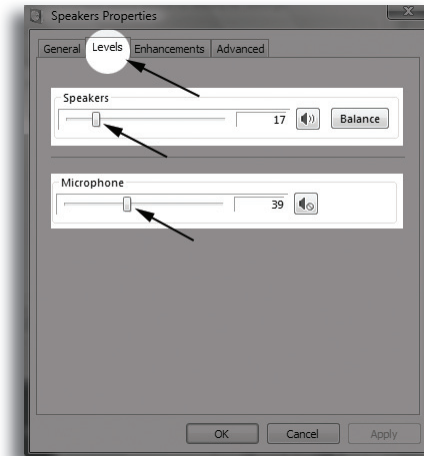 Speakers Properties
General Levels Enhancements Advanced
Speakers
17 Balance
Microphone
39
OK Cancel Apply